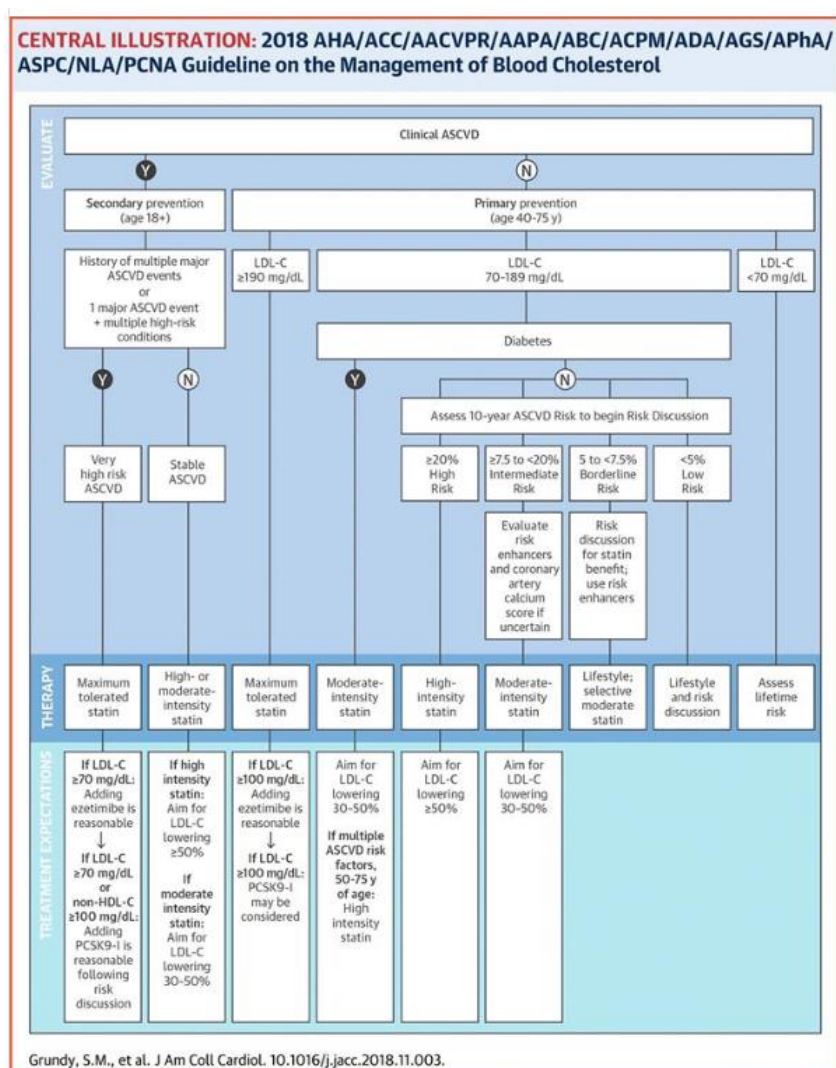 CENTRAL ILLUSTRATION: 2018 AHA/ACC/AACVPR/AAPA/ABC/ACPM/ADA/AGS/APhA/
ASPC/NLA/PCNA Guideline on the Management of Blood Cholesterol
EVALUATE
Clinical ASCVD
Y
N
Secondary prevention
(age 18+)
Primary prevention
(age 40-75 y)
History of multiple major
ASCVD events
or
1 major ASCVD event
+ multiple high-risk
conditions
LDL-C
≥190 mg/dL
LDL-C
70-189 mg/dL
LDL-C
<70 mg/dL
Diabetes
Y
N
Y
N
Assess 10-year ASCVD Risk to begin Risk Discussion
Very
high risk
ASCVD
Stable
ASCVD
≥20%
High
Risk
≥7.5 to <20%
Intermediate
Risk
5 to <7.5%
Borderline
Risk
<5%
Low
Risk
Evaluate
risk
enhancers
and coronary
artery
calcium
score if
uncertain
Risk
discussion
for statin
benefit;
use risk
enhancers
THERAPY
Maximum
tolerated
statin
High- or
moderate-
intensity
statin
Maximum
tolerated
statin
Moderate-
intensity
statin
High-
intensity
statin
Moderate-
intensity
statin
Lifestyle;
selective
moderate
statin
Lifestyle
and risk
discussion
Assess
lifetime
risk
TREATMENT EXPECTATIONS
If LDL-C
≥70 mg/dL:
Adding
ezetimibe is
reasonable
↓
If LDL-C
≥70 mg/dL
or
non-HDL-C
≥100 mg/dL:
Adding
PCSK9-I is
reasonable
following
risk
discussion
If high
intensity
statin:
Aim for
LDL-C
lowering
≥50%
If
moderate
intensity
statin:
Aim for
LDL-C
lowering
30-50%
If LDL-C
≥100 mg/dL:
Adding
ezetimibe is
reasonable
↓
If LDL-C
≥100 mg/dL:
PCSK9-I
may be
considered
Aim for
LDL-C
lowering
30-50%
If multiple
ASCVD risk
factors,
50-75 y
of age:
High
intensity
statin
Aim for
LDL-C
lowering
≥50%
Aim for
LDL-C
lowering
30-50%
Grundy, S.M., et al. J Am Coll Cardiol. 10.1016/j.jacc.2018.11.003.